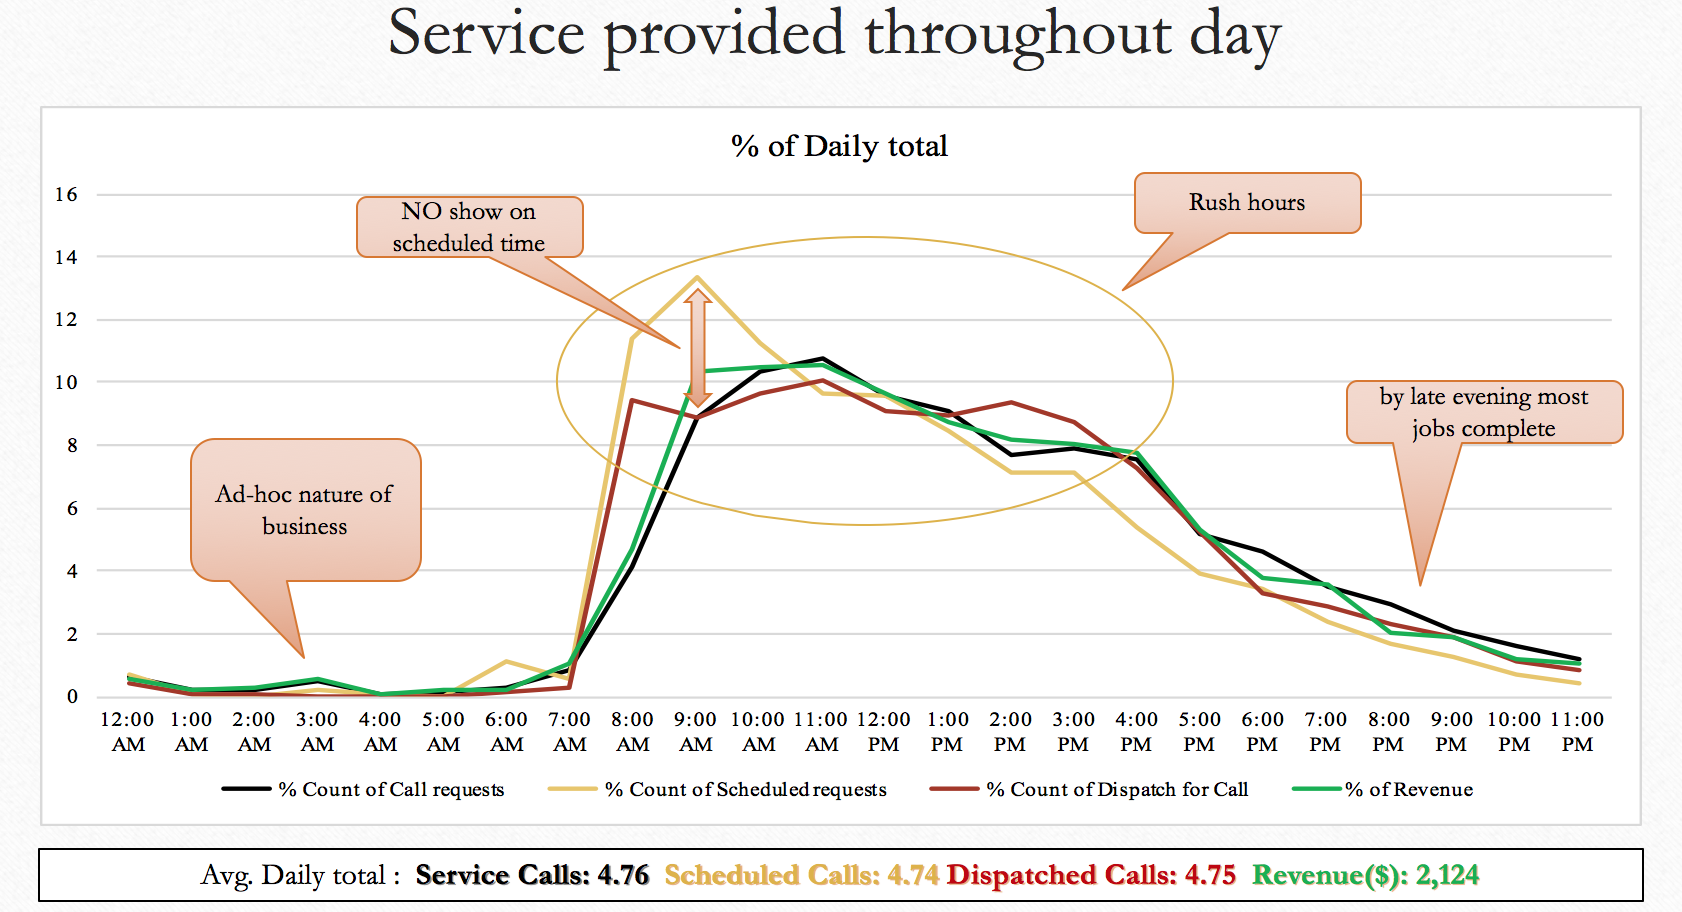 Service provided throughout day
% of Daily total
16
NO show on
scheduled time
Rush hours
14
12
10
by late evening most
jobs complete
8
Ad-hoc nature of
business
6
4
2
0
12:00 AM 1:00 AM 2:00 AM 3:00 AM 4:00 AM 5:00 AM 6:00 AM 7:00 AM 8:00 AM 9:00 AM 10:00 AM 11:00 AM 12:00 PM 1:00 PM 2:00 PM 3:00 PM 4:00 PM 5:00 PM 6:00 PM 7:00 PM 8:00 PM 9:00 PM 10:00 PM 11:00 PM
% Count of Call requests % Count of Scheduled requests % Count of Dispatch for Call % of Revenue
Avg. Daily total : Service Calls: 4.76 Scheduled Calls: 4.74 Dispatched Calls: 4.75 Revenue($): 2,124